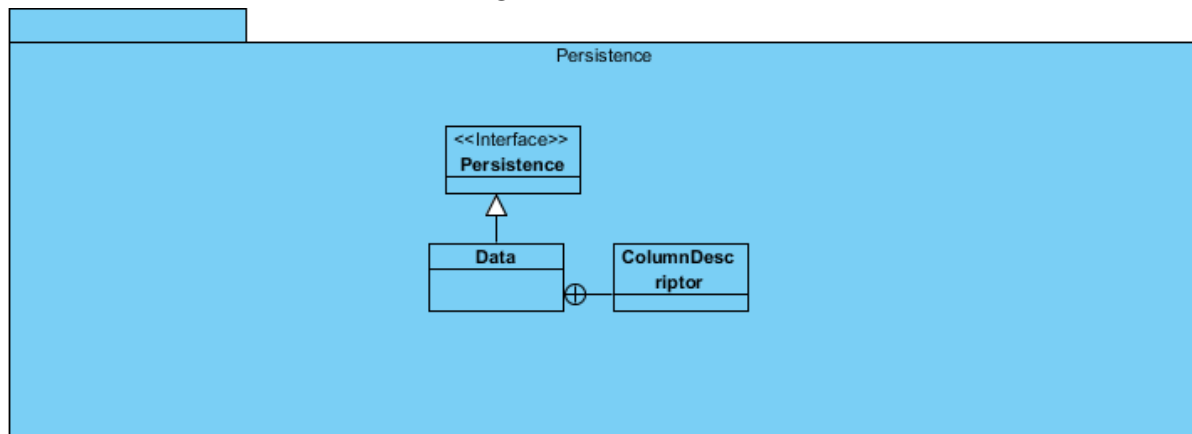 Persistence
<<Interface>>
Persistence
Data
ColumnDesc
riptor